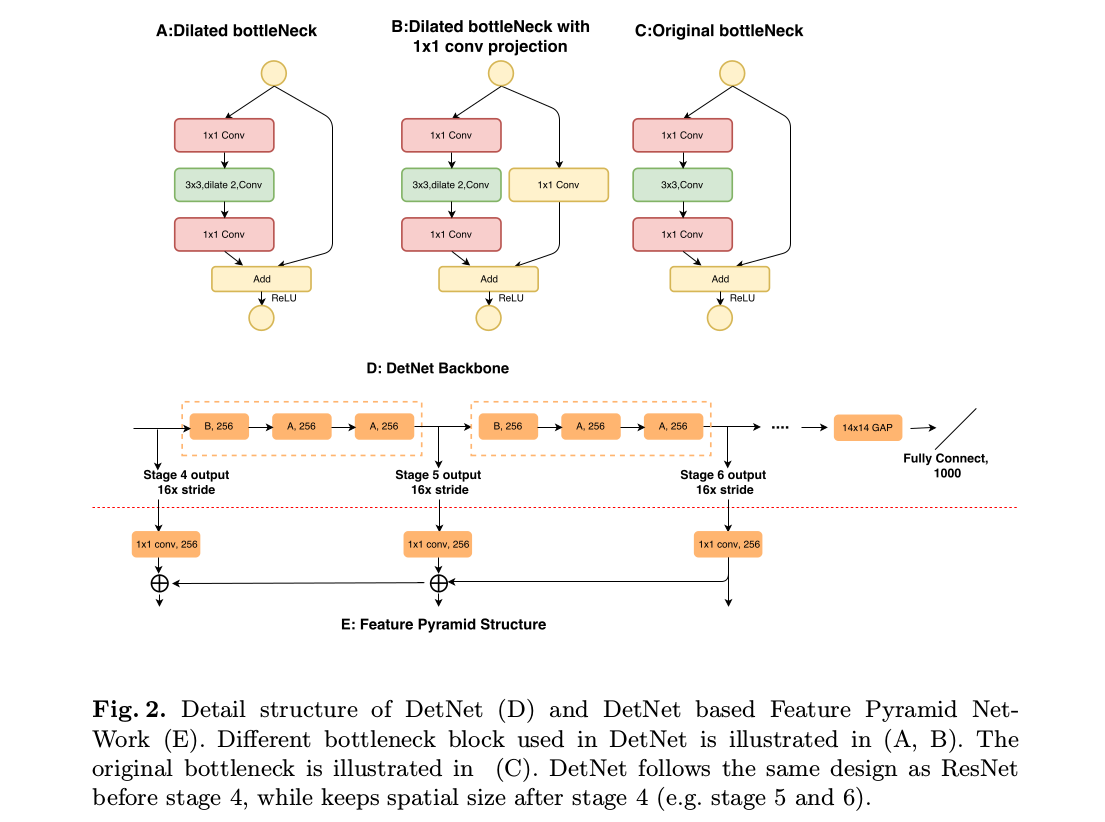 A:Dilated bottleNeck
B:Dilated bottleNeck with
1x1 conv projection
C:Original bottleNeck
1x1 Conv
3x3,dilate 2,Conv
1x1 Conv
Add
ReLU
1x1 Conv
3x3,dilate 2,Conv
1x1 Conv
1x1 Conv
Add
ReLU
1x1 Conv
3x3,Conv
1x1 Conv
Add
ReLU
D: DetNet Backbone
B, 256
A, 256
A, 256
B, 256
A, 256
A, 256
....
14x14 GAP
Fully Connect,
1000
Stage 4 output
16x stride
Stage 5 output
16x stride
Stage 6 output
16x stride
1x1 conv, 256
1x1 conv, 256
1x1 conv, 256
E: Feature Pyramid Structure
Fig. 2. Detail structure of DetNet (D) and DetNet based Feature Pyramid Net-
Work (E). Different bottleneck block used in DetNet is illustrated in (A, B). The
original bottleneck is illustrated in (C). DetNet follows the same design as ResNet
before stage 4, while keeps spatial size after stage 4 (e.g. stage 5 and 6).